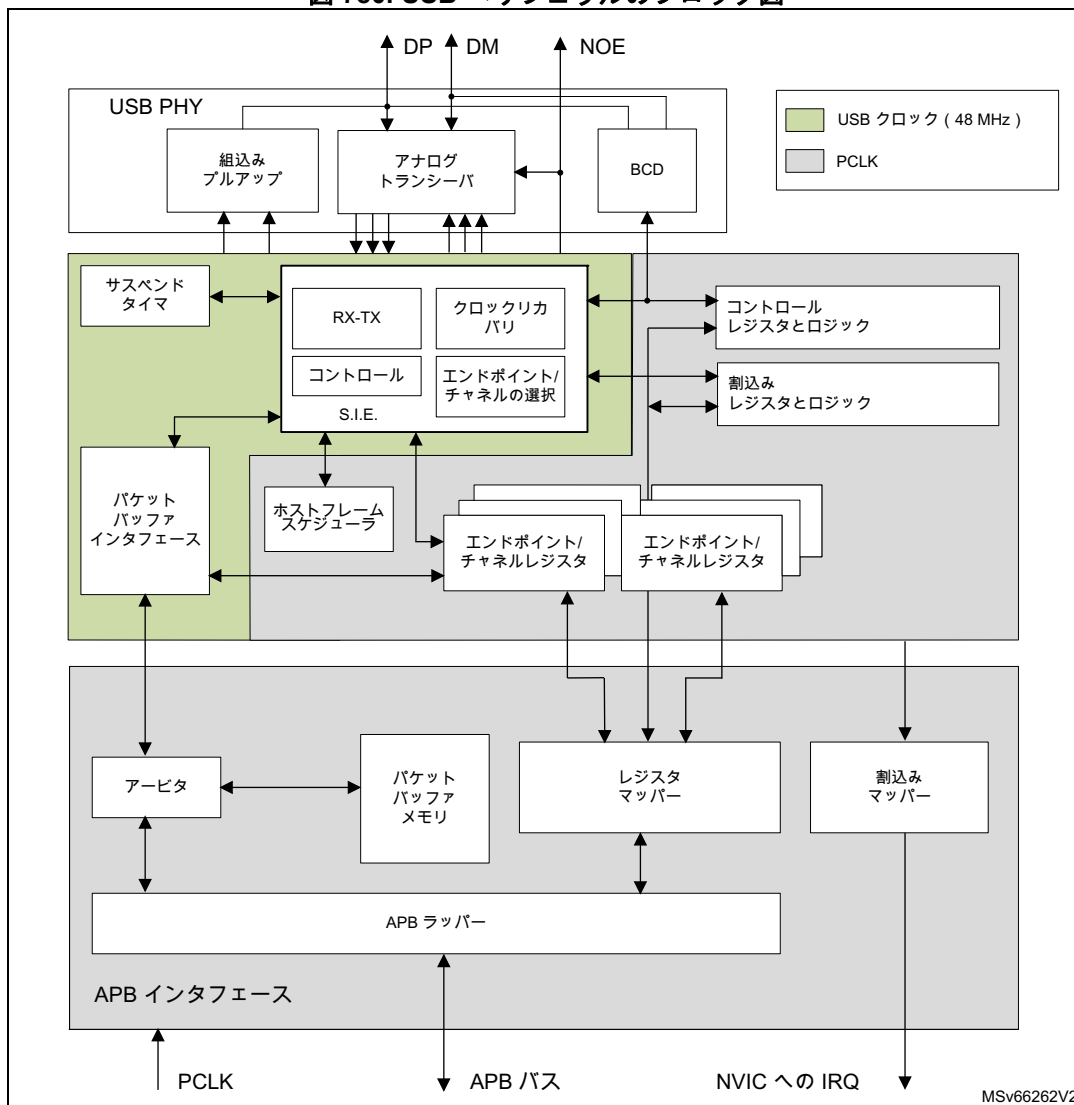 DP
DM
NOE
USB PHY
組込み
プルアップ
アナログ
トランシーバ
BCD
USB クロック ( 48 MHz )
PCLK
サスペンド
タイマ
RX-TX
クロックリカ
バリ
コントロール
エンドポイント/
チャネルの選択
S.I.E.
コントロール
レジスタとロジック
割込み
レジスタとロジック
パケット
バッファ
インタフェース
ホストフレーム
スケジューラ
エンドポイント/
チャネルレジスタ
エンドポイント/
チャネルレジスタ
アービタ
パケット
バッファ
メモリ
レジスタ
マッパー
割込み
マッパー
APB ラッパー
APB インタフェース
PCLK
APB バス
NVIC への IRQ
MSv66262V2